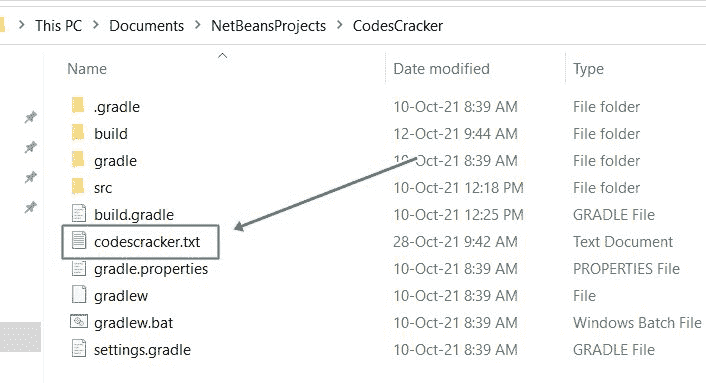 This PC > Documents > NetBeansProjects > CodesCracker
Name Date modified Type
.gradle 10-Oct-21 8:39 AM File folder
build 12-Oct-21 9:44 AM File folder
gradle 10-Oct-21 8:39 AM File folder
src 10-Oct-21 12:18 PM File folder
build.gradle 10-Oct-21 12:25 PM GRADLE File
codescracker.txt 28-Oct-21 9:42 AM Text Document
gradle.properties 10-Oct-21 8:39 AM PROPERTIES File
gradlew 10-Oct-21 8:39 AM File
gradlew.bat 10-Oct-21 8:39 AM Windows Batch File
settings.gradle 10-Oct-21 8:39 AM GRADLE File